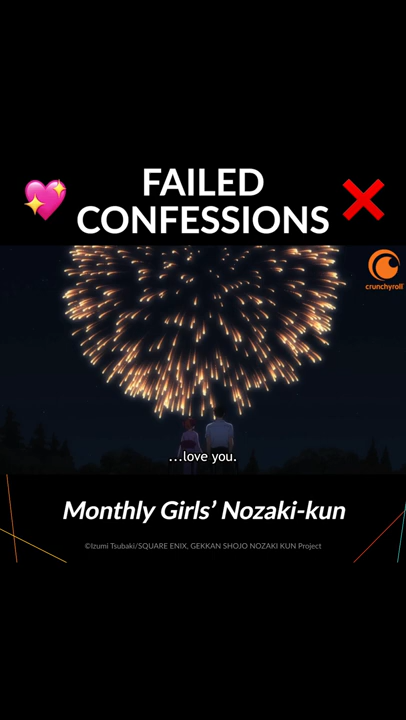 FAILED
CONFESSIONS
crunchyroll
...love you.
Monthly Girls’ Nozaki-kun
©Izumi Tsubaki/SQUARE ENIX, GEKKAN SHOJO NOZAKI KUN Project